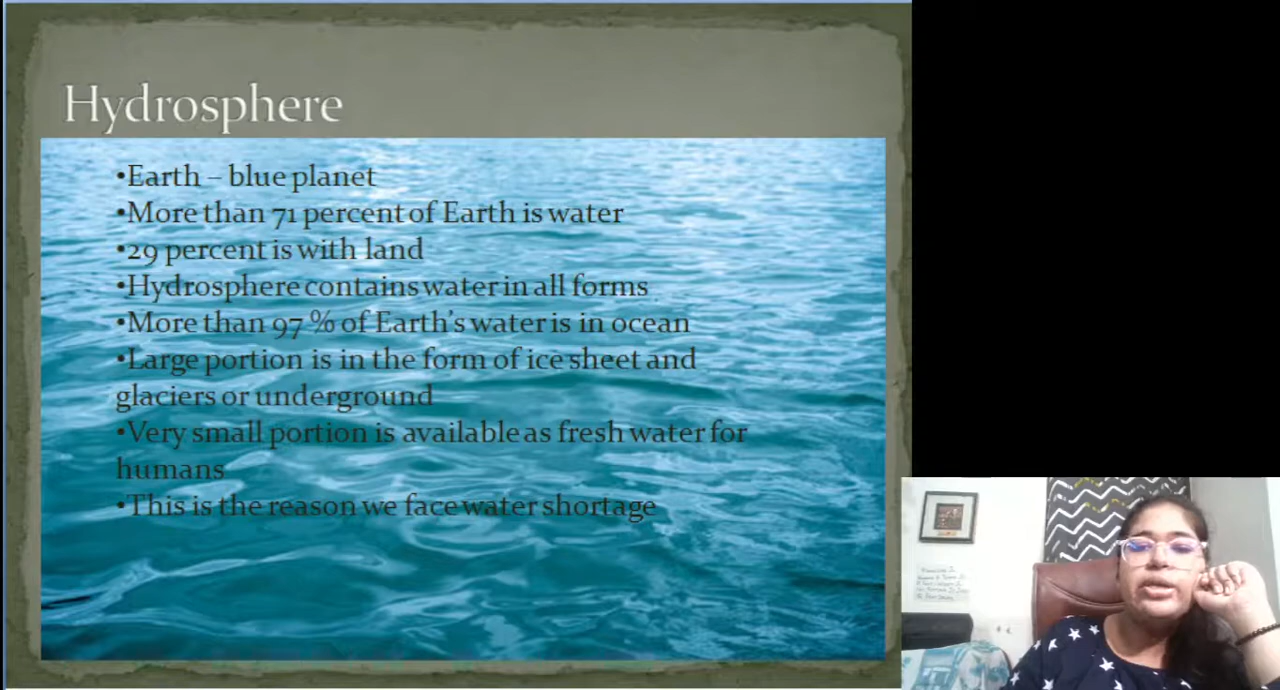 Hydrosphere
•Earth – blue planet
•More than 71 percent of Earth is water
•29 percent is with land
•Hydrosphere contains water in all forms
•More than 97 % of Earth's water is in ocean
•Large portion is in the form of ice sheet and
glaciers or underground
•Very small portion is available as fresh water for
humans
•This is the reason we face water shortage